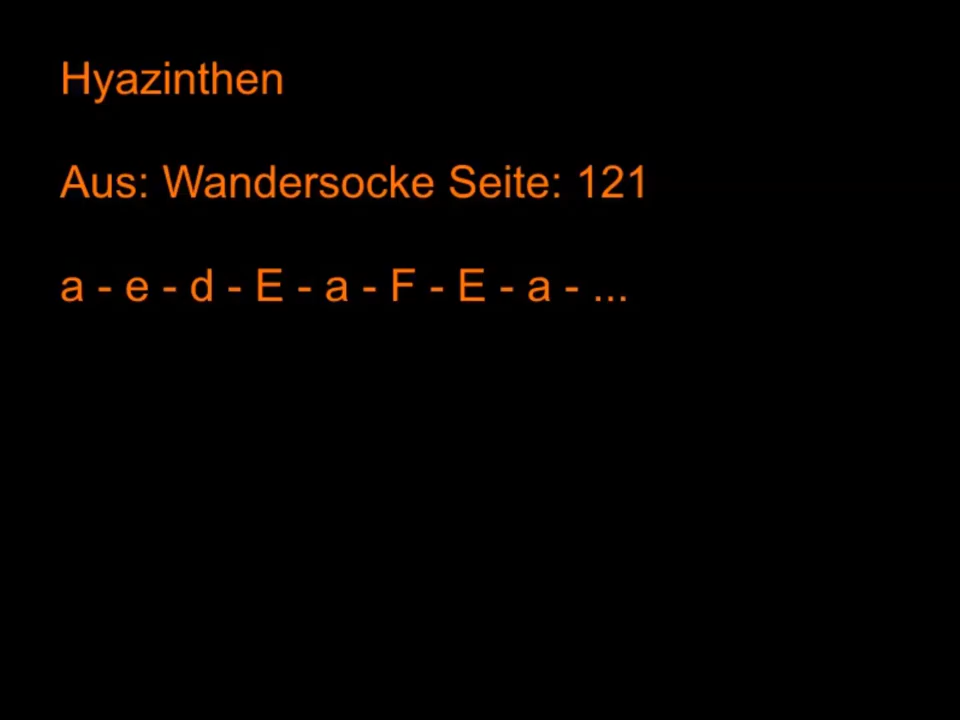 Hyazinthen
Aus: Wandersocke Seite: 121
a - e - d - E - a - F - E - a - ...